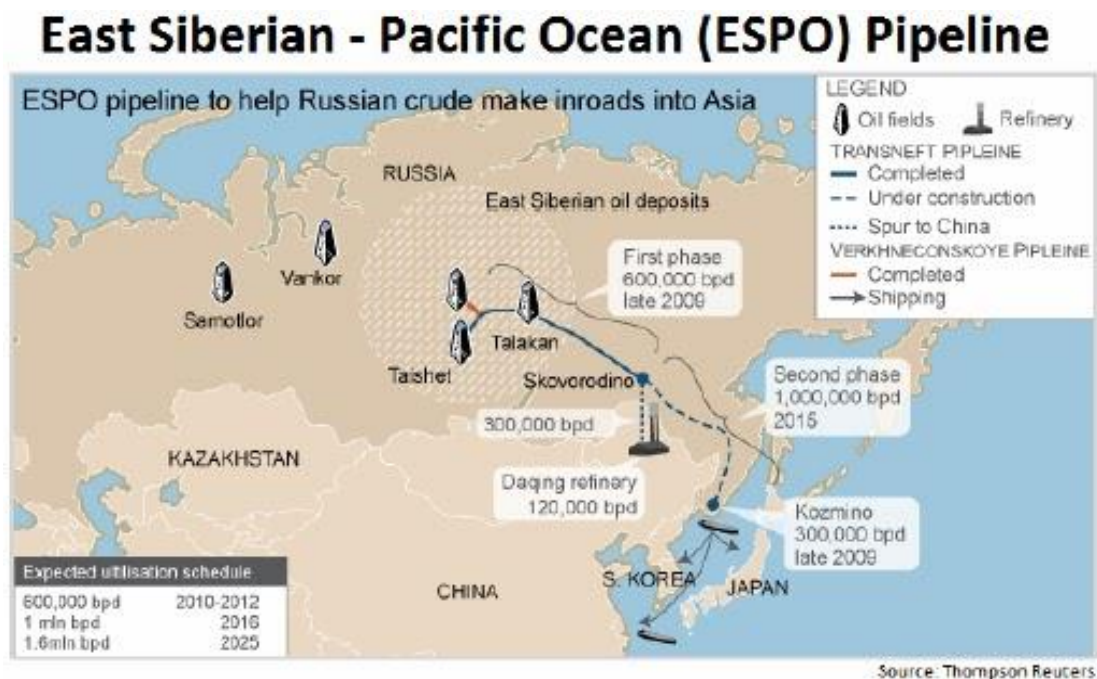 East Siberian - Pacific Ocean (ESPO) Pipeline
ESPO pipeline to help Russian crude make inroads into Asia
LEGEND
Oil fields
Refinery
TRANSNEFT PIPLEINE
Completed
Under construction
Spur to China
VERKHNECONSKOYE PIPLEINE
Completed
Shipping
RUSSIA
East Siberian oil deposits
Vankor
Samotlor
First phase
600,000 bpd
late 2009
Talakan
Taishet
Skovorodino
Second phase
1,000,000 bpd
2015
300,000 bpd
KAZAKHSTAN
Daqing refinery
120,000 bpd
Kozmino
300,000 bpd
late 2009
S. KOREA
JAPAN
CHINA
Expected ultilisation schedule
600,000 bpd 2010-2012
1 mln bpd 2016
1.6mln bpd 2025
Source: Thompson Reuters